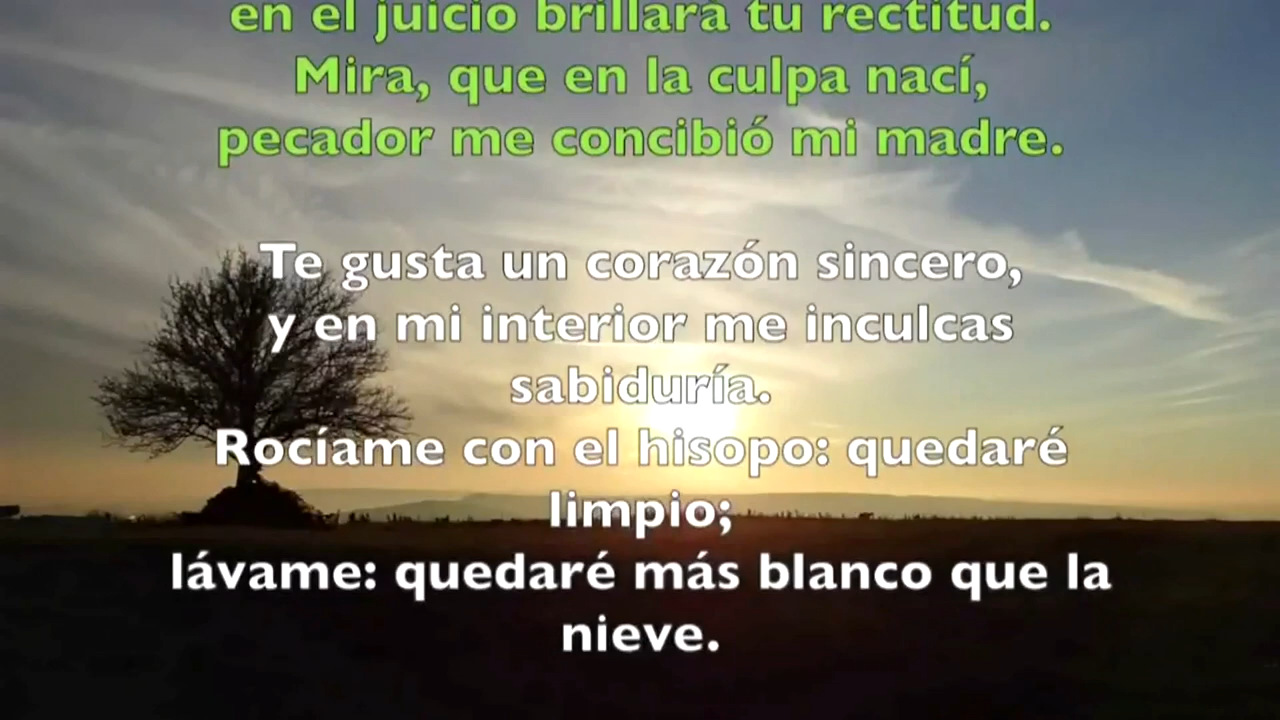 en el juicio brillará tu rectitud.
Mira, que en la culpa nací,
pecador me concibió mi madre.
Te gusta un corazón sincero,
y en mi interior me inculcas
sabiduría.
Rocíame con el hisopo: quedaré
limpio;
lávame: quedaré más blanco que la
nieve.